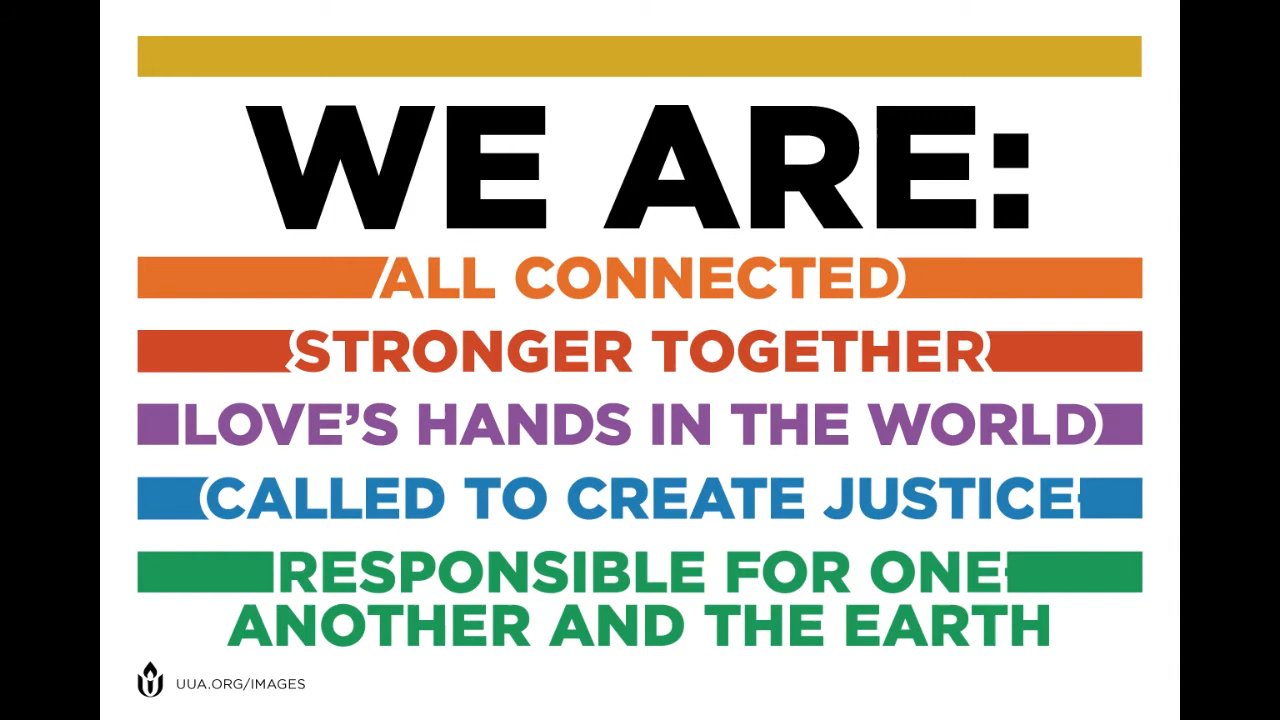 WE ARE:
ALL CONNECTED
STRONGER TOGETHER
LOVE’S HANDS IN THE WORLD
CALLED TO CREATE JUSTICE
RESPONSIBLE FOR ONE
ANOTHER AND THE EARTH
UUA.ORG/IMAGES